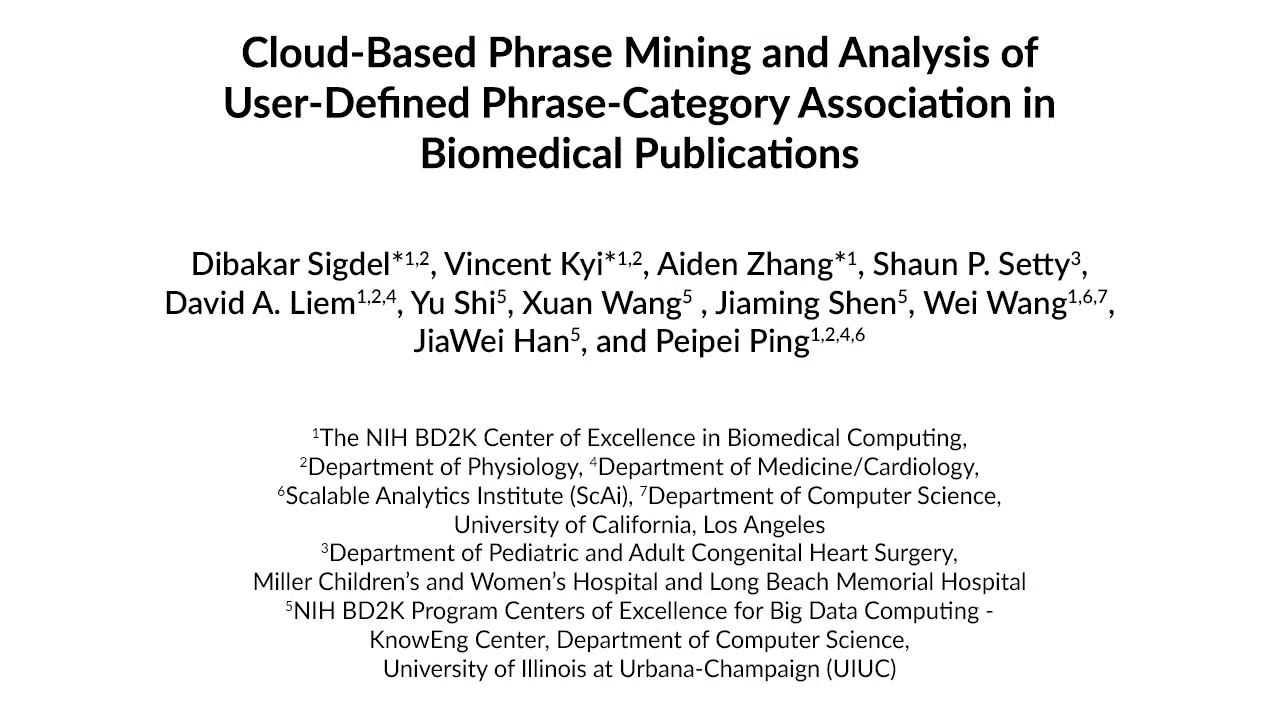 Cloud-Based Phrase Mining and Analysis of
User-Defined Phrase-Category Association in
Biomedical Publications
Dibakar Sigdel*1,2, Vincent Kyi*1,2, Aiden Zhang*1, Shaun P. Setty3,
David A. Liem1,2,4, Yu Shi5, Xuan Wang5 , Jiaming Shen5, Wei Wang1,6,7,
JiaWei Han5, and Peipei Ping1,2,4,6
1The NIH BD2K Center of Excellence in Biomedical Computing,
2Department of Physiology, 4Department of Medicine/Cardiology,
6Scalable Analytics Institute (ScAi), 7Department of Computer Science,
University of California, Los Angeles
3Department of Pediatric and Adult Congenital Heart Surgery,
Miller Children’s and Women’s Hospital and Long Beach Memorial Hospital
5NIH BD2K Program Centers of Excellence for Big Data Computing -
KnowEng Center, Department of Computer Science,
University of Illinois at Urbana-Champaign (UIUC)